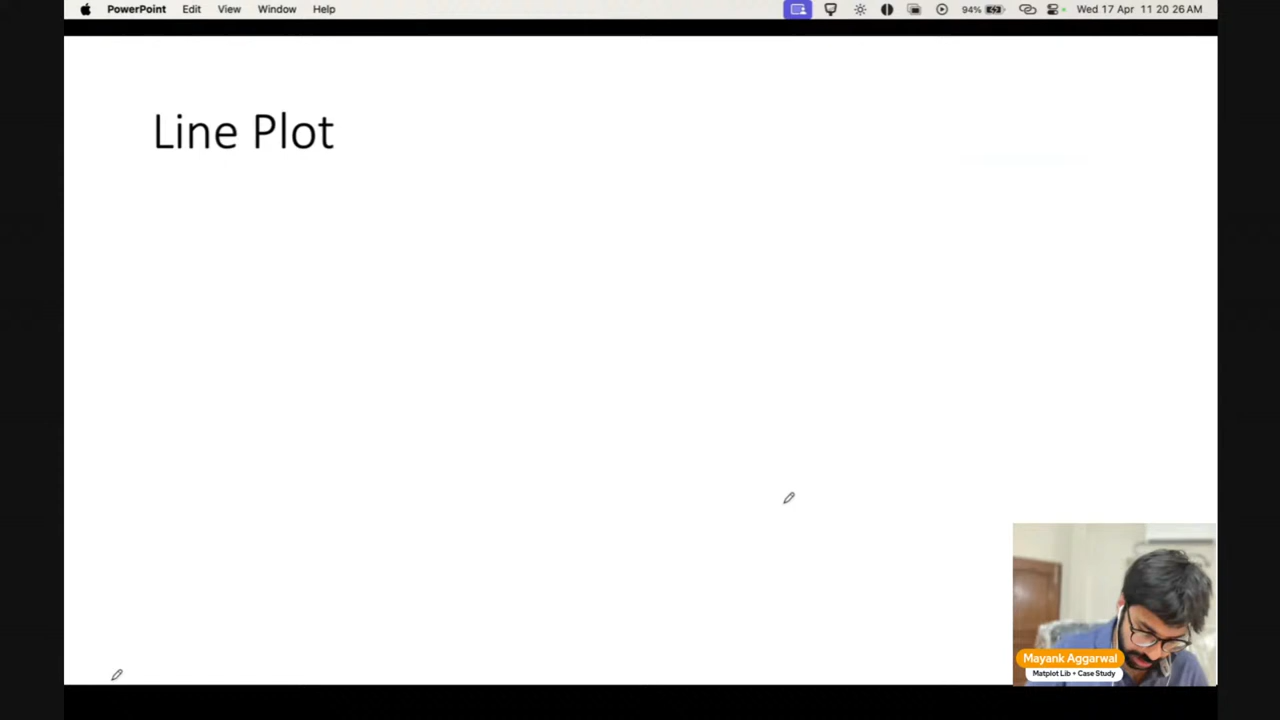 PowerPoint Edit View Window Help 94% Wed 17 Apr 11 20 26 AM
Line Plot
Mayank Aggarwal
Matplot Lib + Case Study